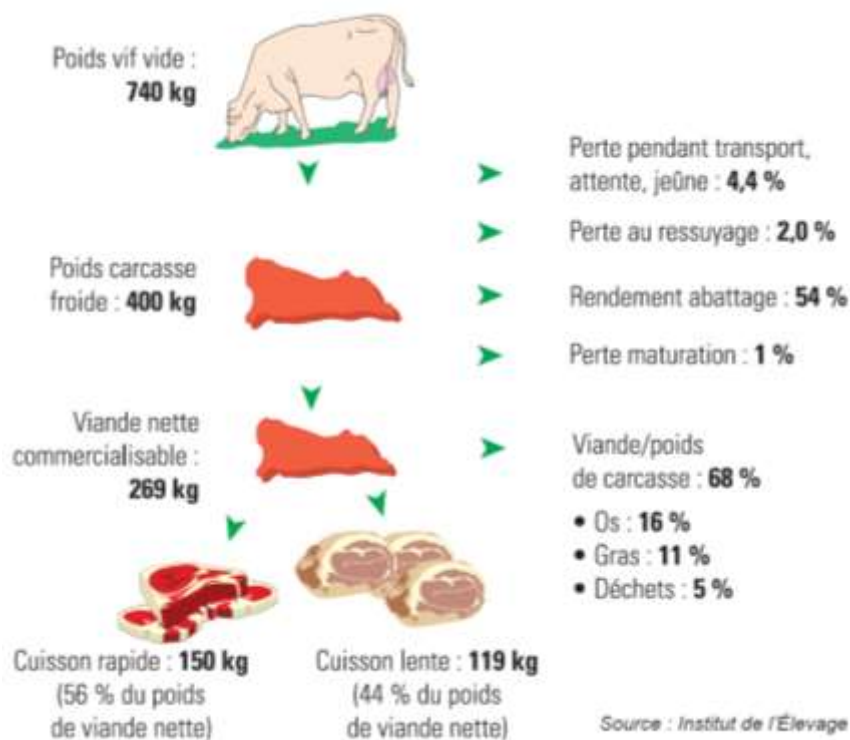 Poids vif vide :
740 kg
Perte pendant transport,
attente, jeûne : 4,4 %
Perte au ressuyage : 2,0 %
Poids carcasse
froide : 400 kg
Rendement abattage : 54 %
Perte maturation : 1 %
Viande nette
commercialisable :
269 kg
Viande/poids
de carcasse : 68 %
• Os : 16 %
• Gras : 11 %
• Déchets : 5 %
Cuisson rapide : 150 kg
(56 % du poids
de viande nette)
Cuisson lente : 119 kg
(44 % du poids
de viande nette)
Source : Institut de l'Élevage